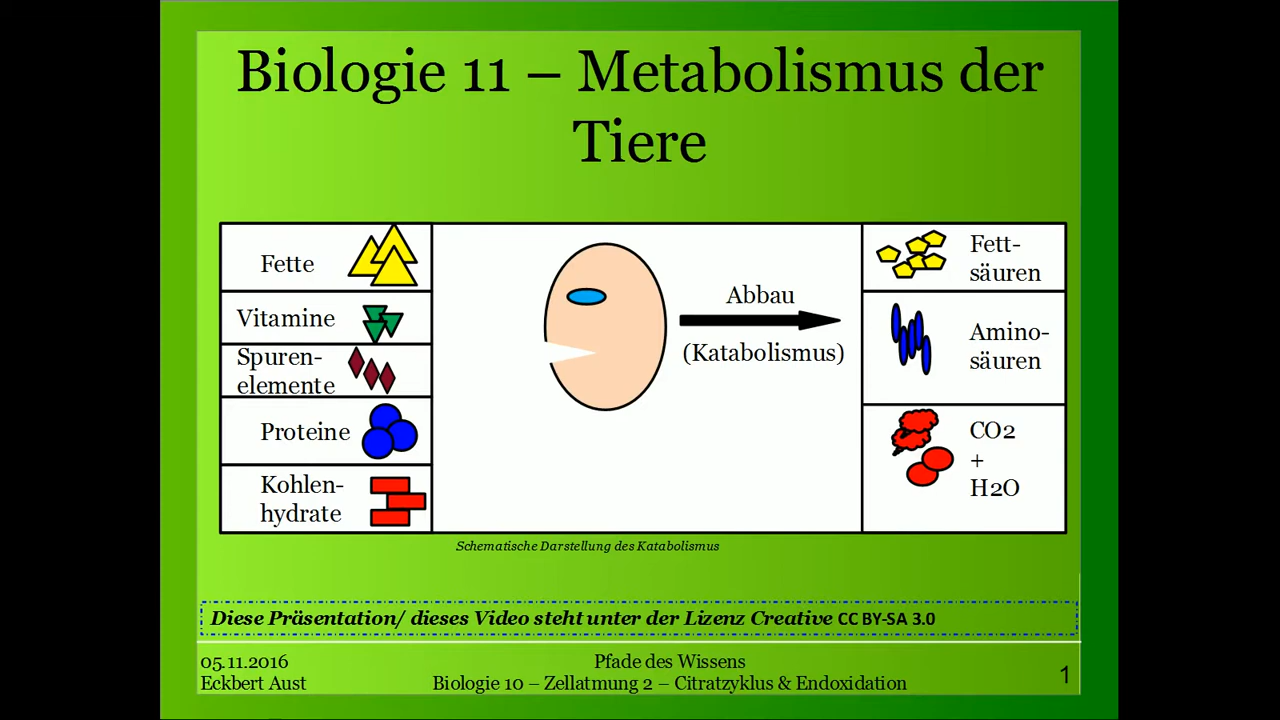 Biologie 11 – Metabolismus der
Tiere
Fette
Vitamine
Spuren-
elemente
Proteine
Kohlen-
hydrate
Abbau
(Katabolismus)
Fett-
säuren
Amino-
säuren
CO2
+
H2O
Schematische Darstellung des Katabolismus
Diese Präsentation/ dieses Video steht unter der Lizenz Creative CC BY-SA 3.0
05.11.2016
Eckbert Aust
Pfade des Wissens
Biologie 10 – Zellatmung 2 – Citratzyklus & Endoxidation
1